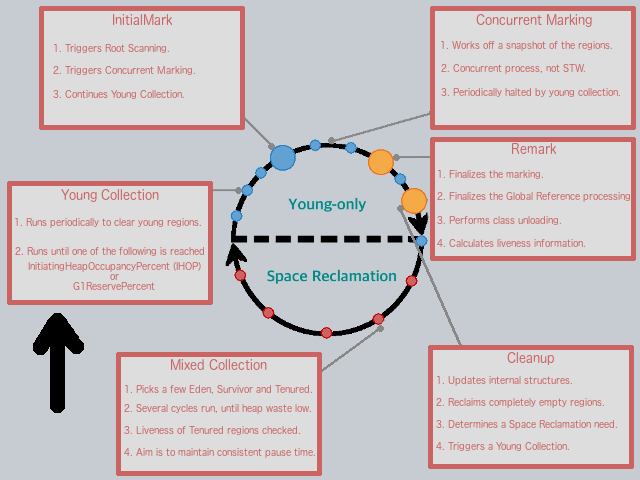 InitialMark
1. Triggers Root Scanning.
2. Triggers Concurrent Marking.
3. Continues Young Collection.
Concurrent Marking
1. Works off a snapshot of the regions.
2. Concurrent process, not STW.
3. Periodically halted by young collection.
Remark
1. Finalizes the marking.
2. Finalizes the Global Reference processing
3. Performs class unloading.
4. Calculates liveness information.
Young Collection
1. Runs periodically to clear young regions.
2. Runs until one of the following is reached
InitiatingHeapOccupancyPercent (IHOP)
or
G1ReservePercent
Young-only
Space Reclamation
Mixed Collection
1. Picks a few Eden, Survivor and Tenured.
2. Several cycles run, until heap waste low.
3. Liveness of Tenured regions checked.
4. Aim is to maintain consistent pause time.
Cleanup
1. Updates internal structures.
2. Reclaims completely empty regions.
3. Determines a Space Reclamation need.
4. Triggers a Young Collection.